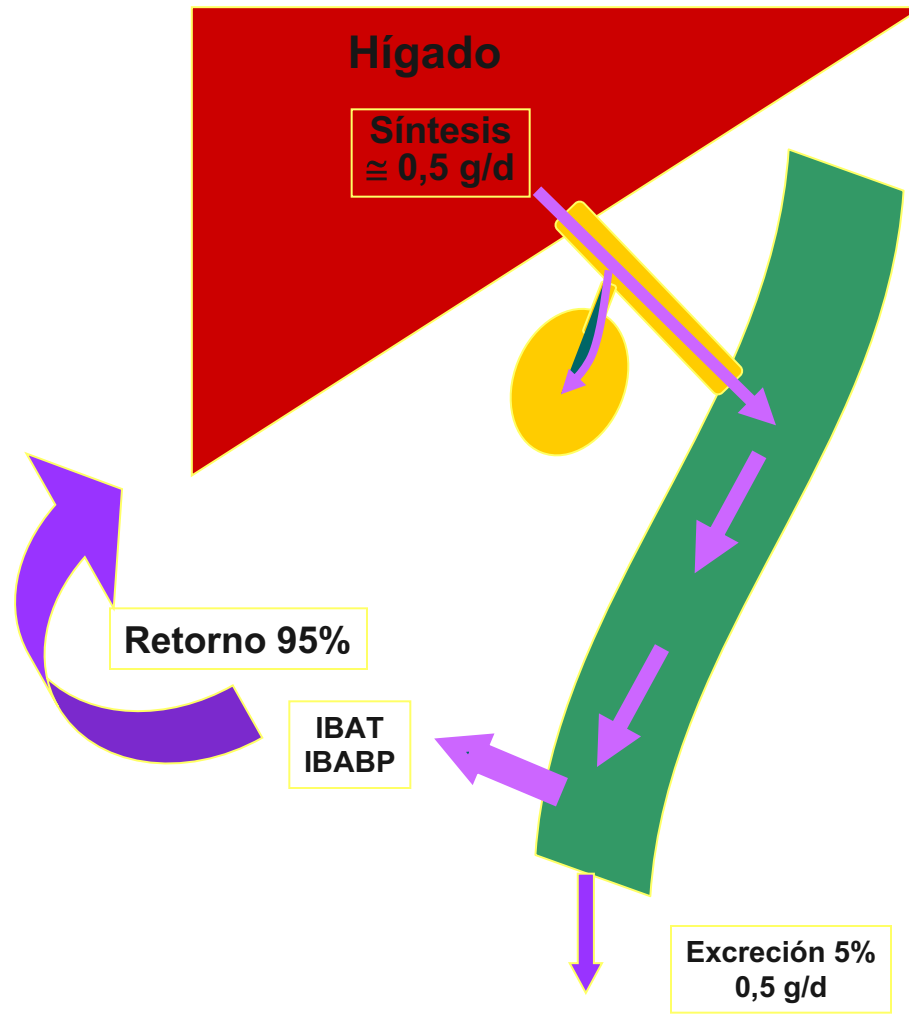 Hígado
Síntesis
≅ 0,5 g/d
Retorno 95%
IBAT
IBABP
Excreción 5%
0,5 g/d